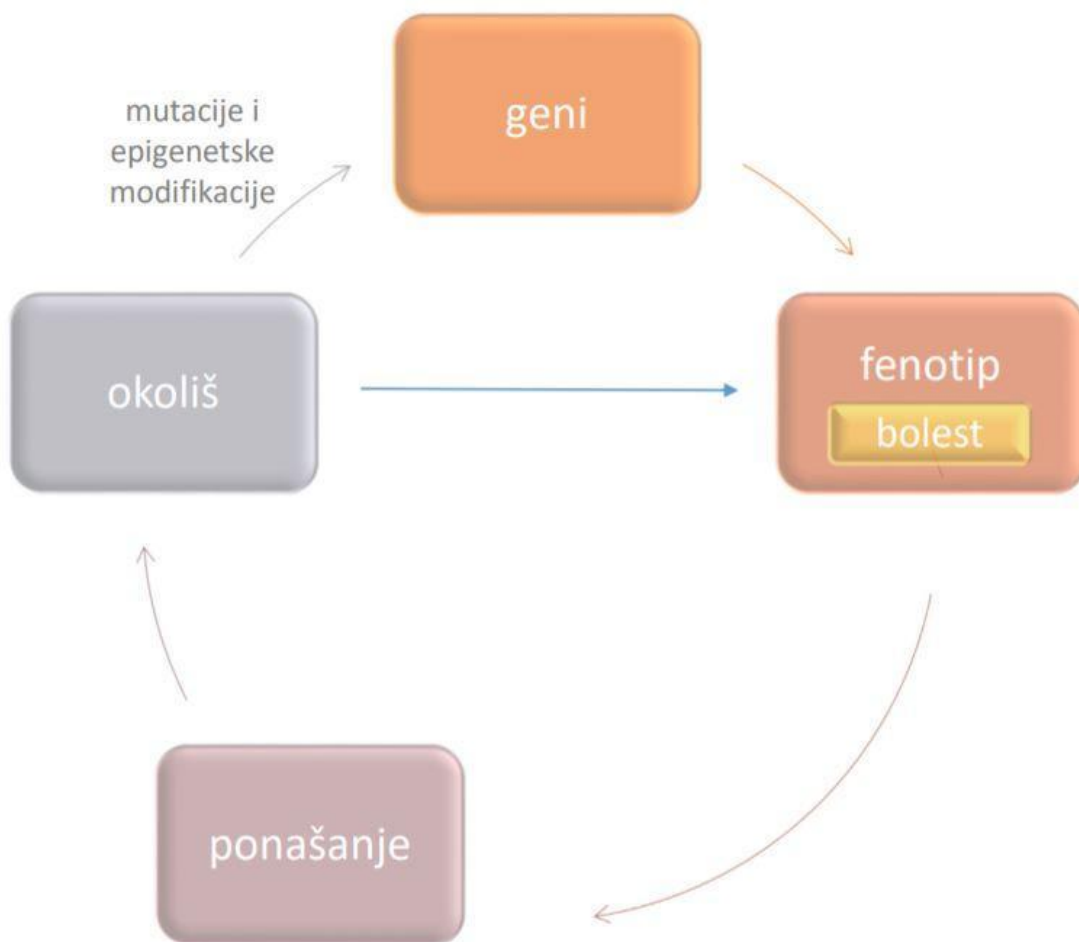 geni
mutacije i
epigenetske
modifikacije
okoliš
fenotip
bolest
ponašanje